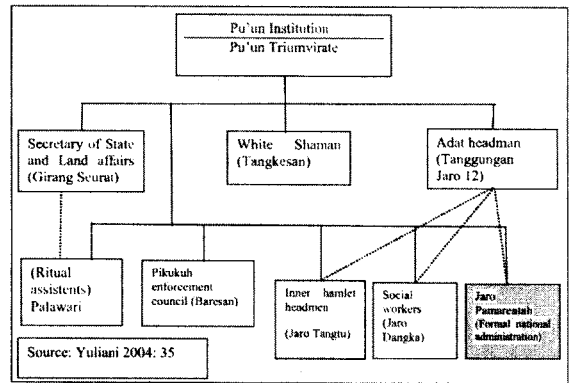 Pu'un Institution
Pu'un Triumvirate
Secretary of State
and Land affairs
(Girang Seurat)
White Shaman
(Tangkesan)
Adat headman
(Tanggungan
Jaro 12)
(Ritual
assistents)
Palawari
Pikukuh
enforcement
council (Baresan)
Inner hamlet
headmen
(Jaro Tangtu)
Social
workers (Jaro
Dangka)
Jaro
Pamarentah
(Formal national
administration)
Source: Yuliani 2004: 35